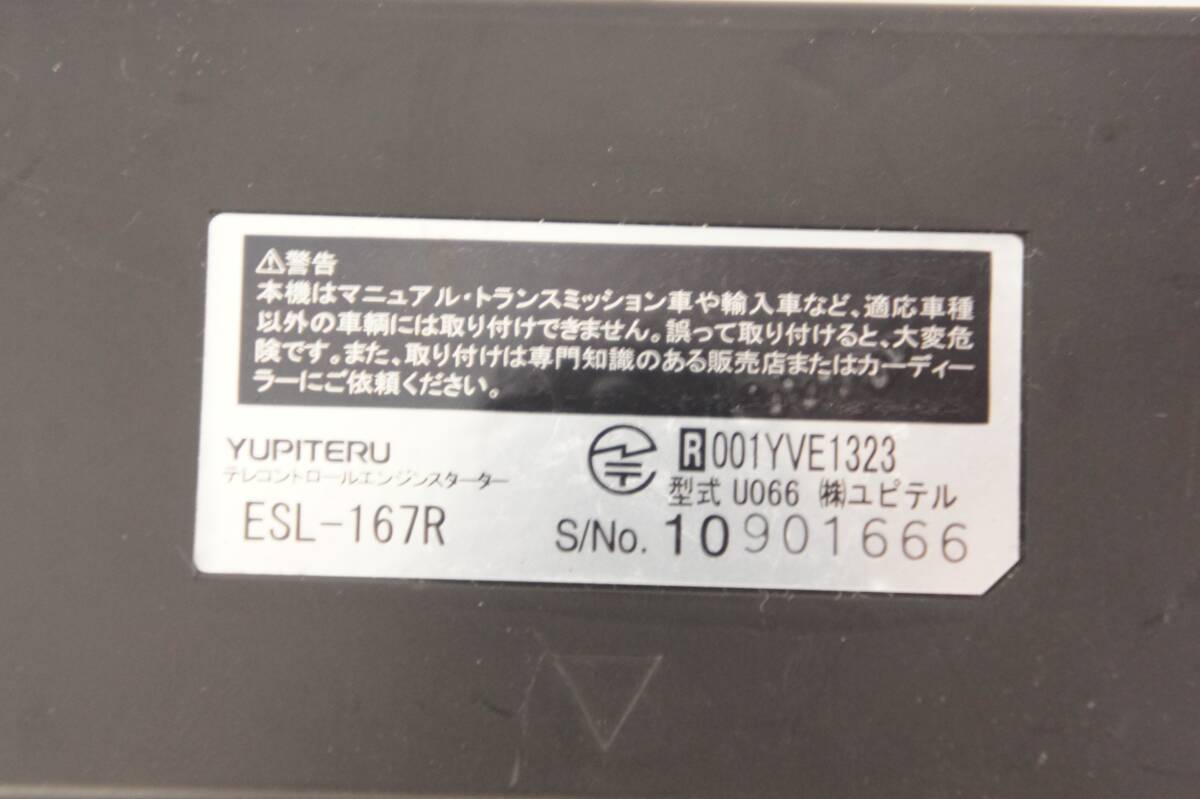 ⚠警告
本機はマニュアル・トランスミッション車や輸入車など、適応車種
以外の車輌には取り付けできません。誤って取り付けると、大変危
険です。また、取り付けは専門知識のある販売店またはカーディー
ラーにご依頼ください。
YUPITERU
テレコントロールエンジンスターター
ESL-167R
R 001YVE1323
型式 U066 ㈱ユピテル
S/No. 10901666